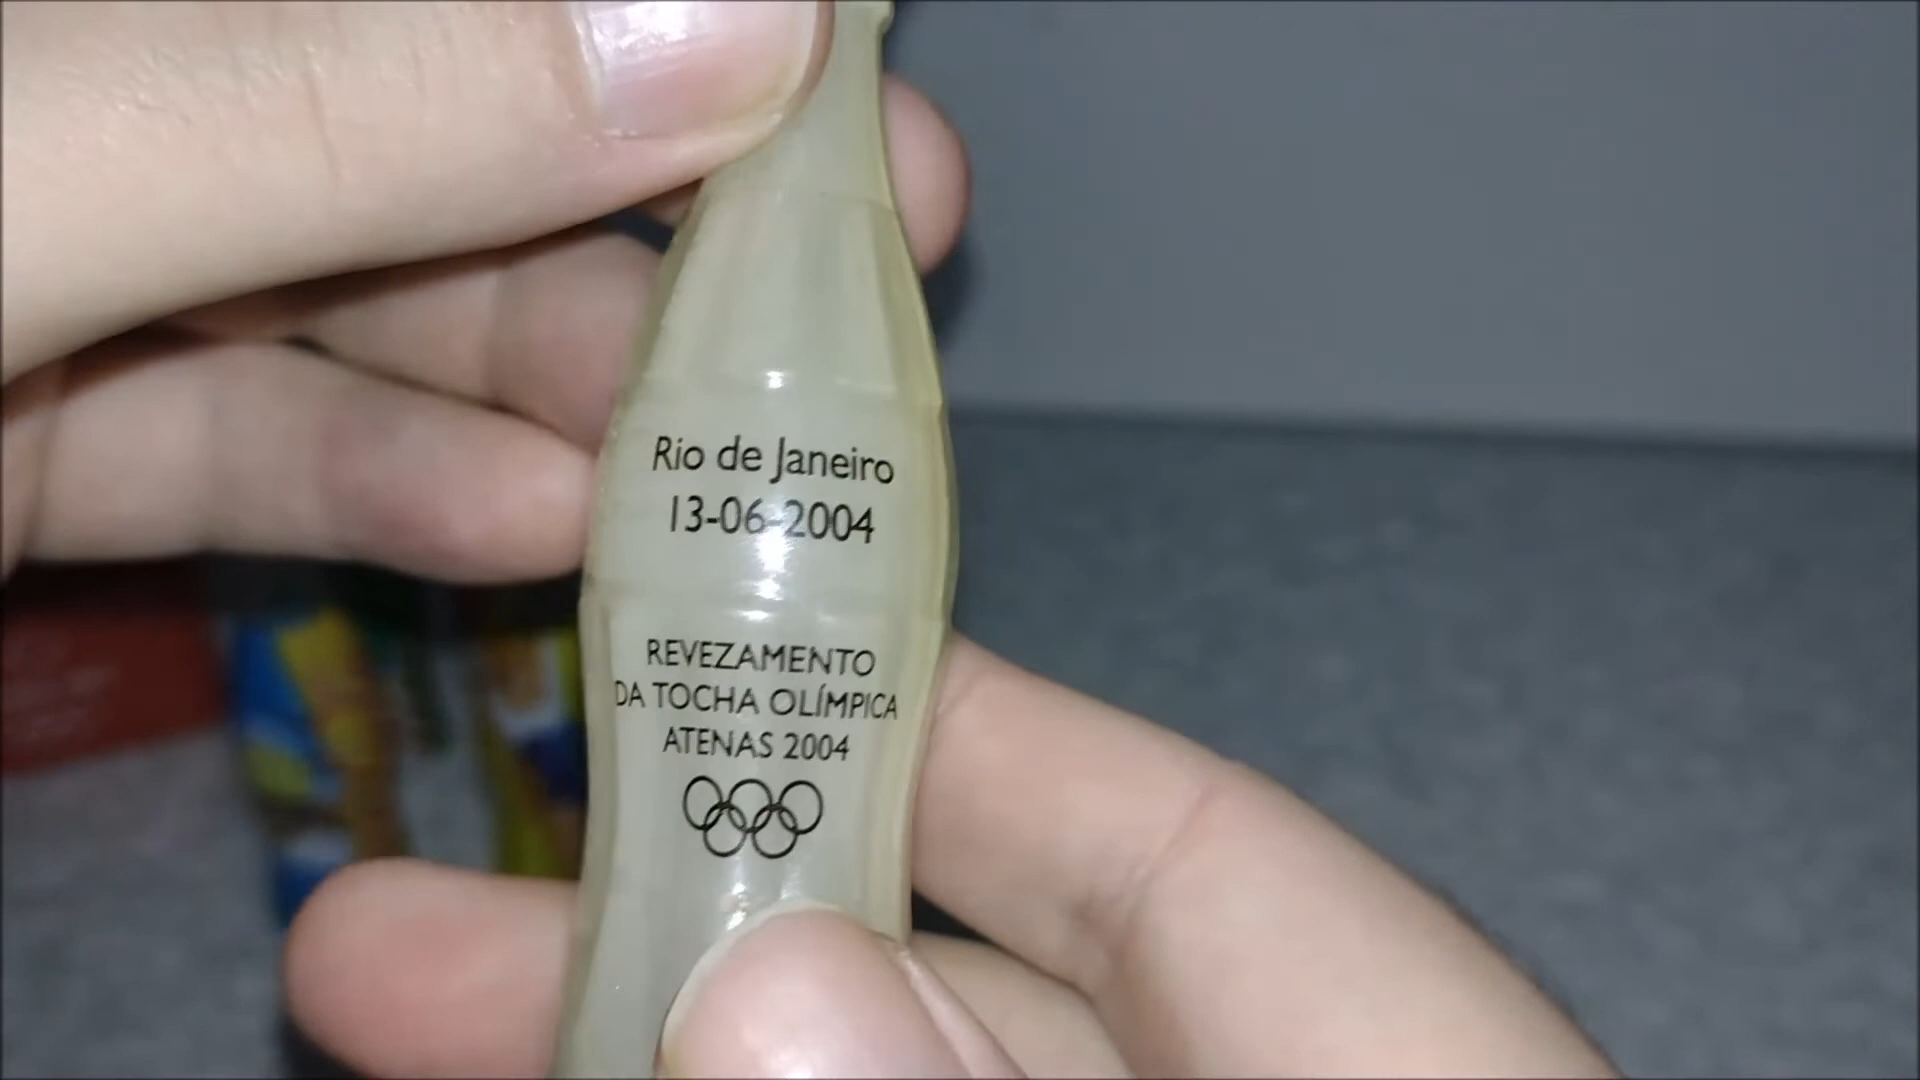 Rio de Janeiro
13-06-2004
REVEZAMENTO
DA TOCHA OLÍMPICA
ATENAS 2004